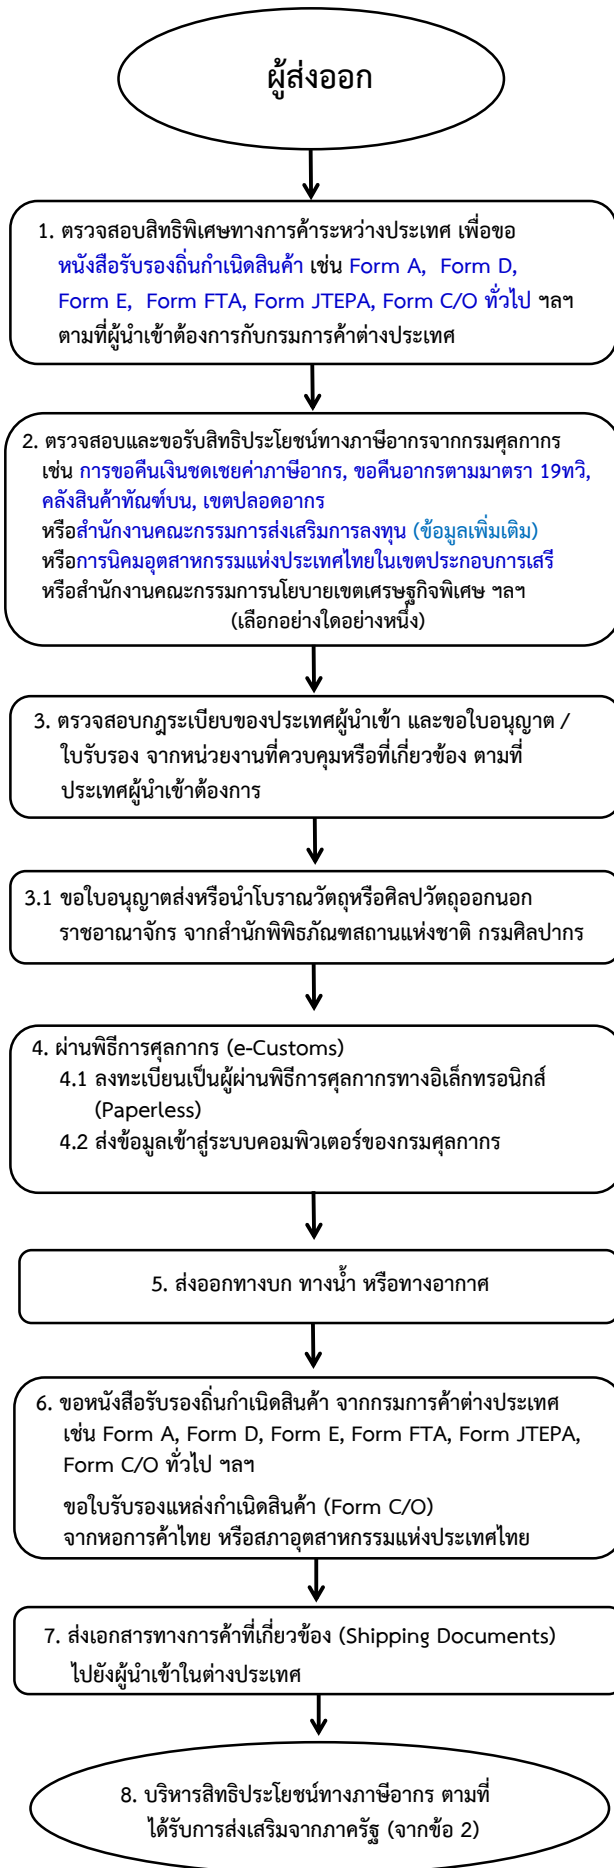 ผู้ส่งออก
1. ตรวจสอบสิทธิพิเศษทางการค้าระหว่างประเทศ เพื่อขอ
หนังสือรับรองถิ่นกำเนิดสินค้า เช่น Form A, Form D,
Form E, Form FTA, Form JTEPA, Form C/O ทั่วไป ฯลฯ
ตามที่ผู้นำเข้าต้องการกับกรมการค้าต่างประเทศ
2. ตรวจสอบและขอรับสิทธิประโยชน์ทางภาษีอากรจากกรมศุลกากร
เช่น การขอคืนเงินชดเชยค่าภาษีอากร, ขอคืนอากรตามมาตรา 19ทวิ,
คลังสินค้าทัณฑ์บน, เขตปลอดอากร
หรือสำนักงานคณะกรรมการส่งเสริมการลงทุน (ข้อมูลเพิ่มเติม)
หรือการนิคมอุตสาหกรรมแห่งประเทศไทยในเขตประกอบการเสรี
หรือสำนักงานคณะกรรมการนโยบายเขตเศรษฐกิจพิเศษ ฯลฯ
(เลือกอย่างใดอย่างหนึ่ง)
3. ตรวจสอบกฎระเบียบของประเทศผู้นำเข้า และขอใบอนุญาต /
ใบรับรอง จากหน่วยงานที่ควบคุมหรือที่เกี่ยวข้อง ตามที่
ประเทศผู้นำเข้าต้องการ
3.1 ขอใบอนุญาตส่งหรือนำโบราณวัตถุหรือศิลปวัตถุออกนอก
ราชอาณาจักร จากสำนักพิพิธภัณฑสถานแห่งชาติ กรมศิลปากร
4. ผ่านพิธีการศุลกากร (e-Customs)
4.1 ลงทะเบียนเป็นผู้ผ่านพิธีการศุลกากรทางอิเล็กทรอนิกส์
(Paperless)
4.2 ส่งข้อมูลเข้าสู่ระบบคอมพิวเตอร์ของกรมศุลกากร
5. ส่งออกทางบก ทางน้ำ หรือทางอากาศ
6. ขอหนังสือรับรองถิ่นกำเนิดสินค้า จากกรมการค้าต่างประเทศ
เช่น Form A, Form D, Form E, Form FTA, Form JTEPA,
Form C/O ทั่วไป ฯลฯ
ขอใบรับรองแหล่งกำเนิดสินค้า (Form C/O)
จากหอการค้าไทย หรือสภาอุตสาหกรรมแห่งประเทศไทย
7. ส่งเอกสารทางการค้าที่เกี่ยวข้อง (Shipping Documents)
ไปยังผู้นำเข้าในต่างประเทศ
8. บริหารสิทธิประโยชน์ทางภาษีอากร ตามที่
ได้รับการส่งเสริมจากภาครัฐ (จากข้อ 2)